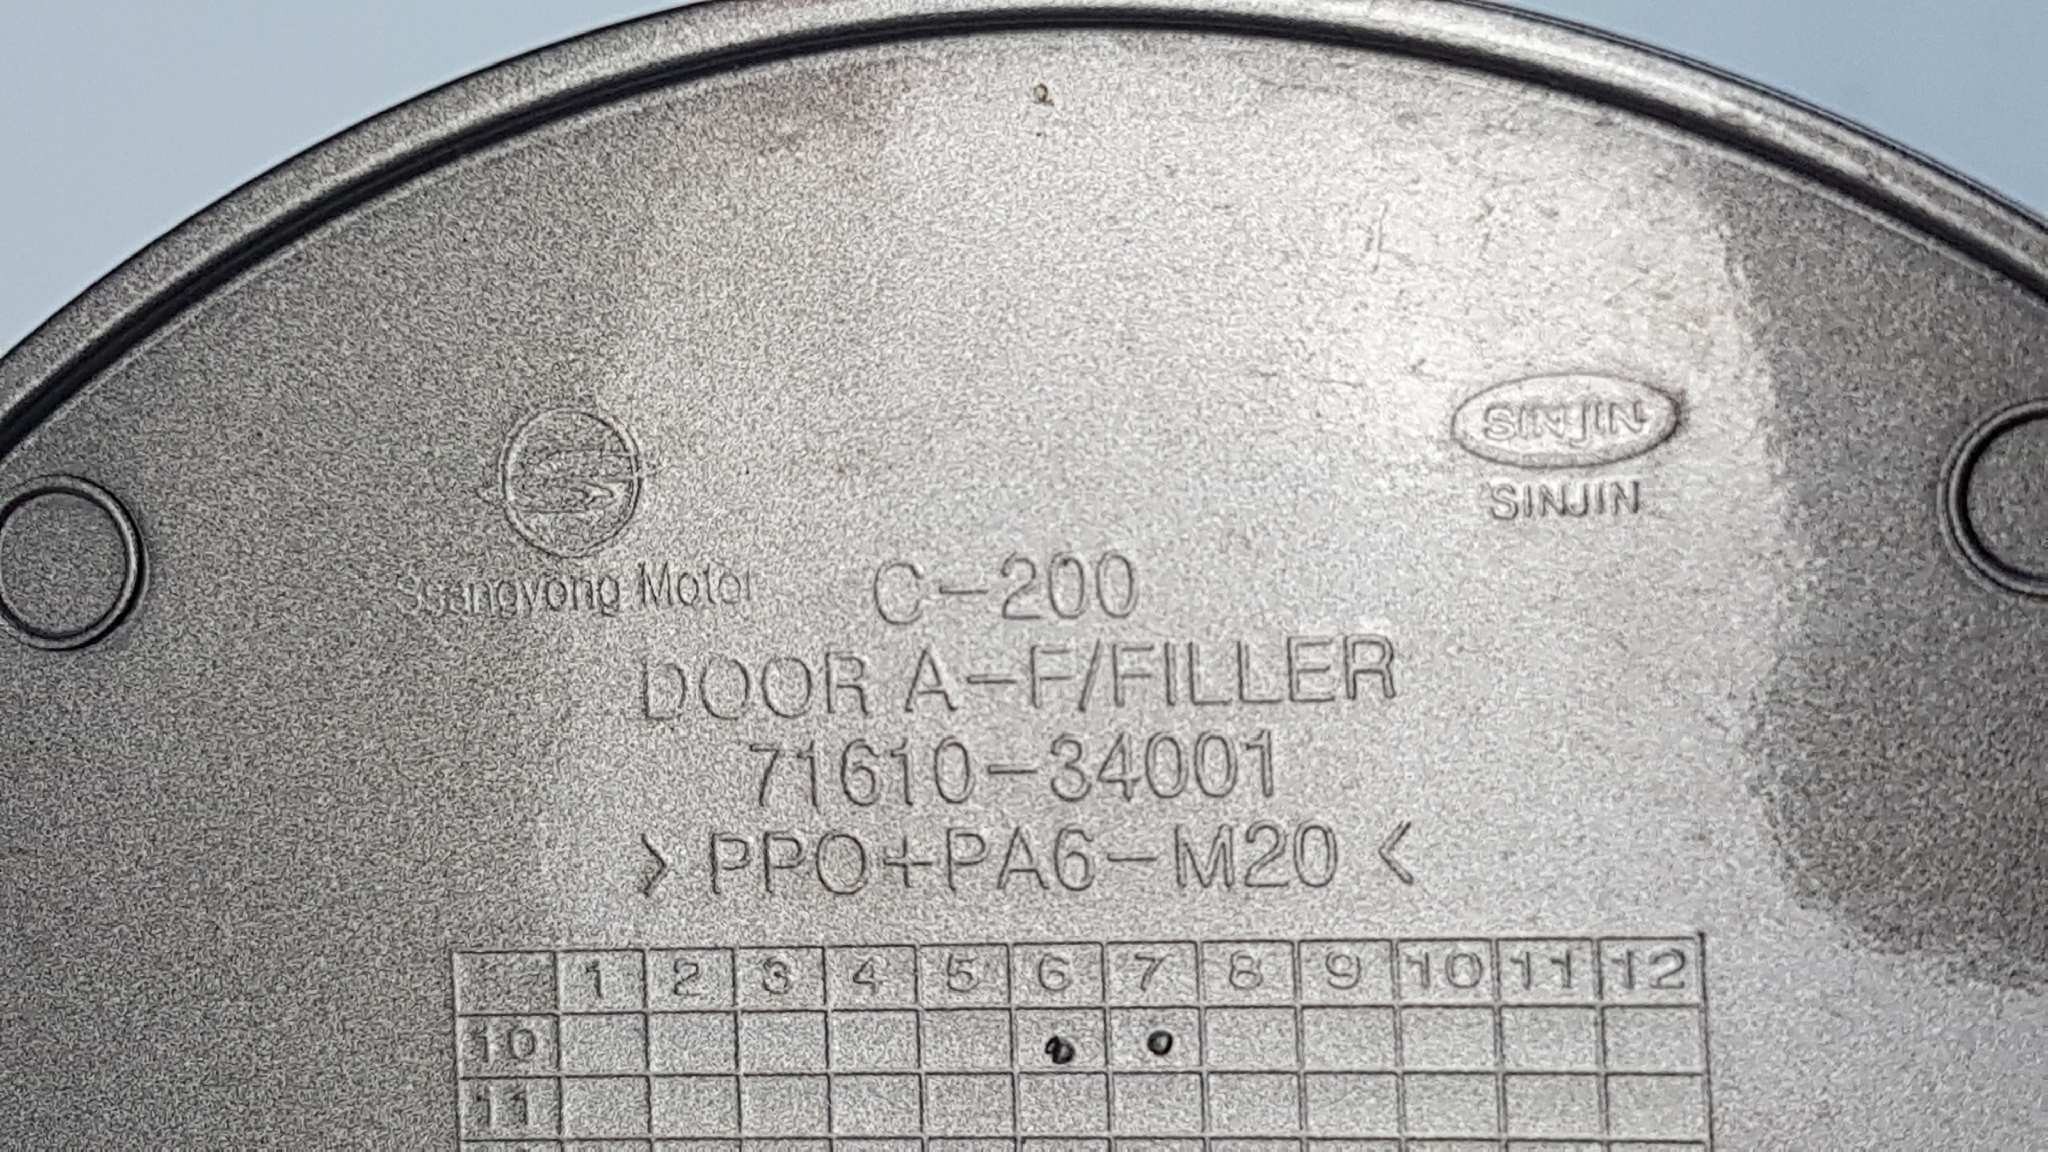 SINJIN
SINJIN
Ssangyong Motor
C-200
DOOR A-F/FILLER
71610-34001
> PPO+PA6-M20 <
1 2 3 4 5 6 7 8 9 10 11 12
10
11